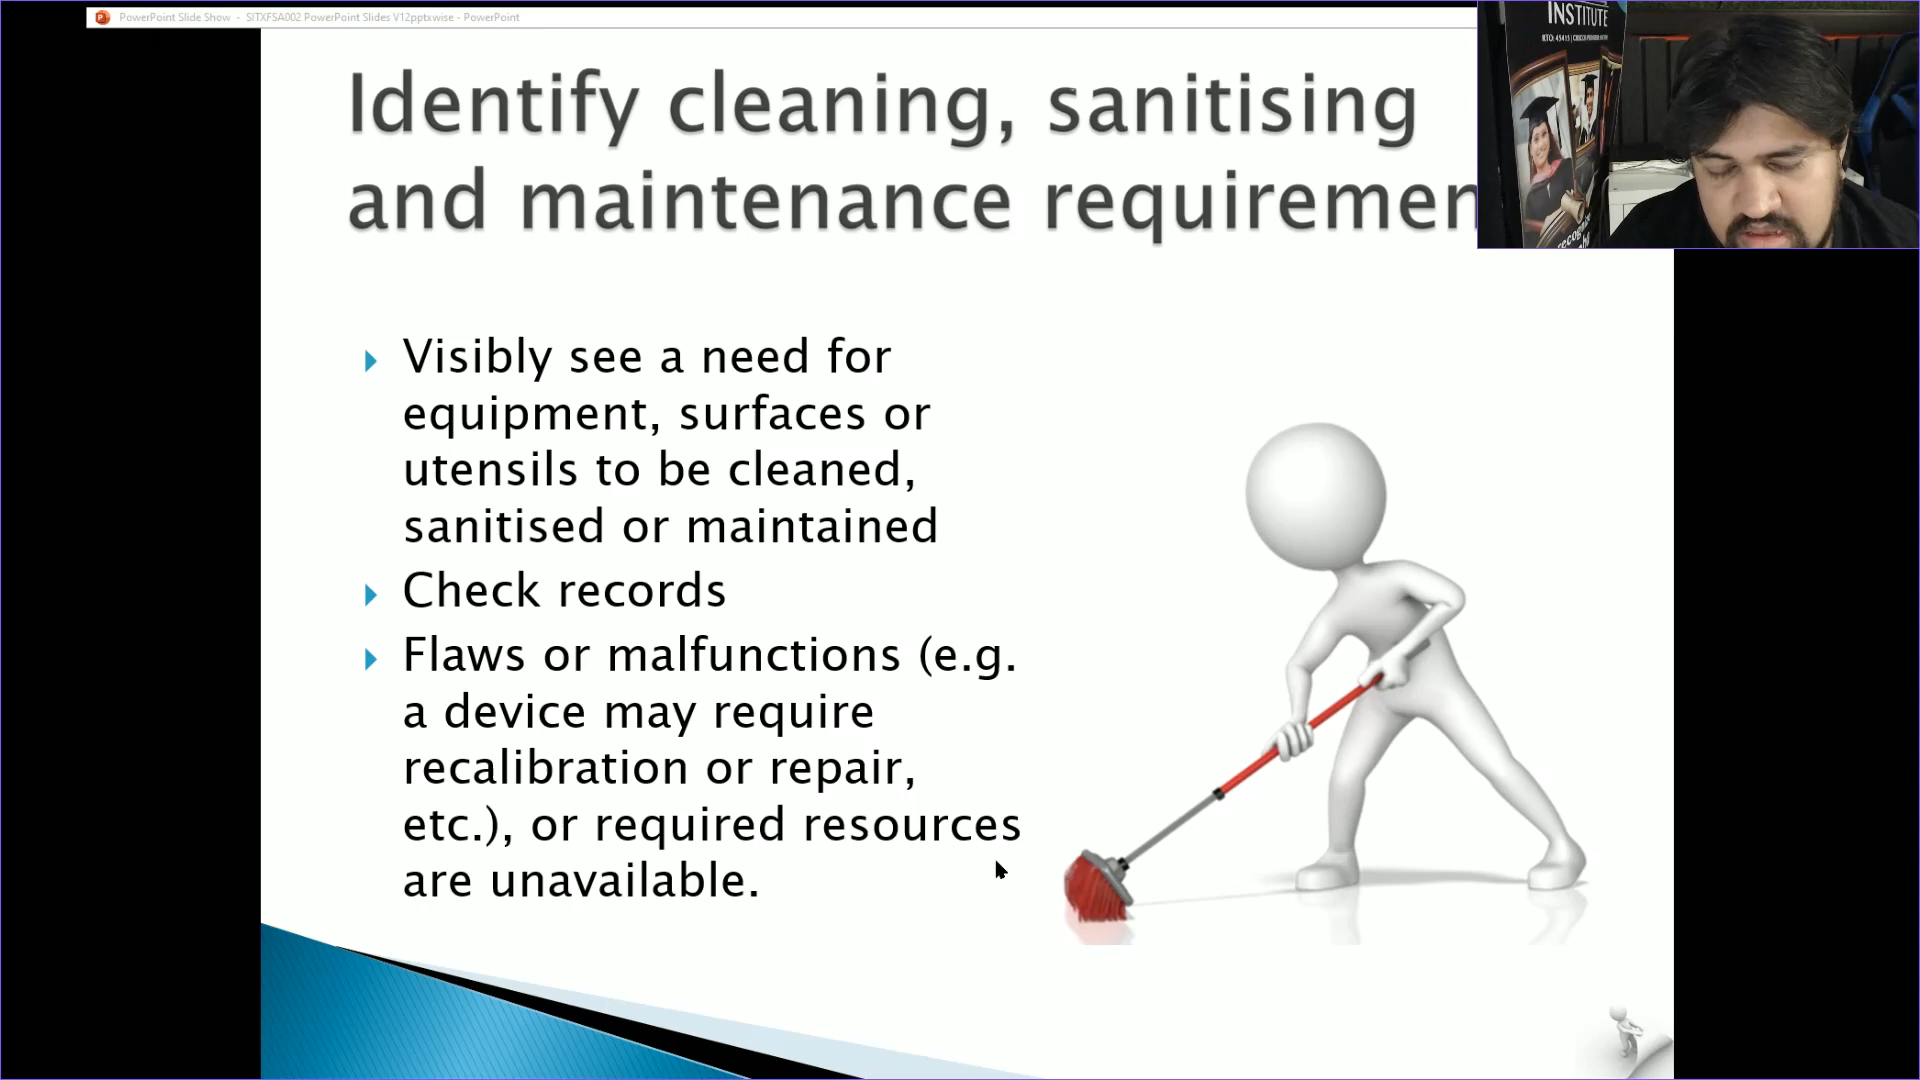 PowerPoint Slide Show - SITXFSA002 PowerPoint Slides V12pptxwise - PowerPoint
INSTITUTE
Identify cleaning, sanitising
and maintenance requiremen
Visibly see a need for
equipment, surfaces or
utensils to be cleaned,
sanitised or maintained
Check records
Flaws or malfunctions (e.g.
a device may require
recalibration or repair,
etc.), or required resources
are unavailable.